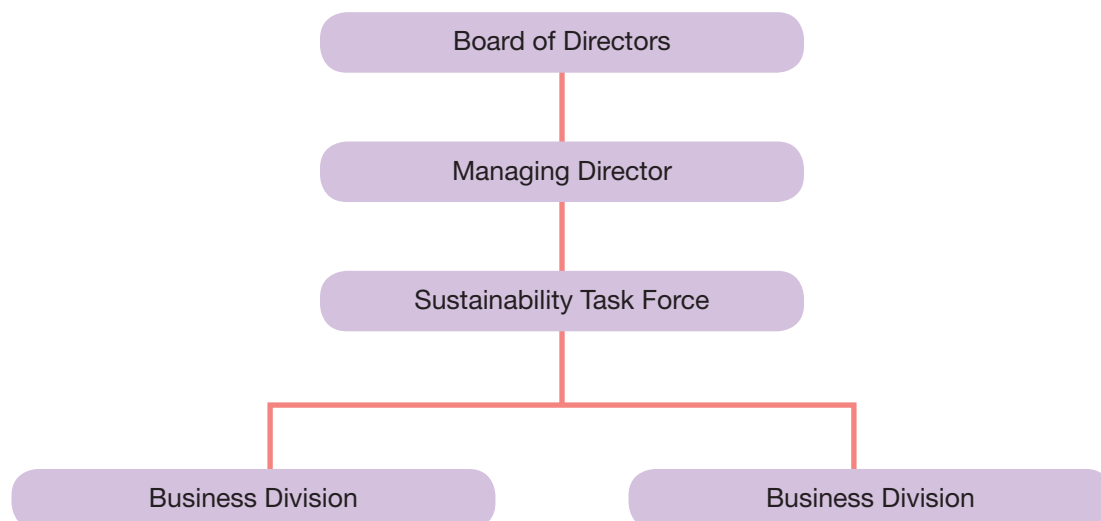 Board of Directors
Managing Director
Sustainability Task Force
Business Division
Business Division